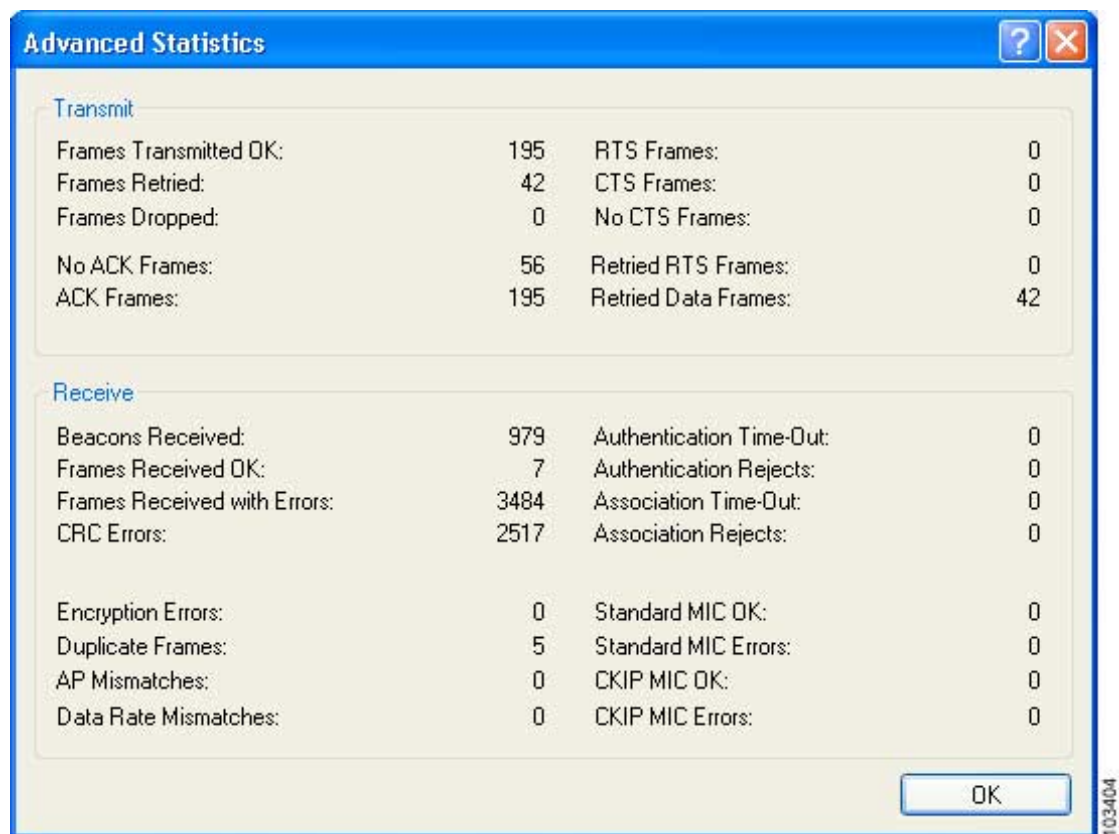 Advanced Statistics
Transmit
Frames Transmitted OK: 195 RTS Frames: 0
Frames Retried: 42 CTS Frames: 0
Frames Dropped: 0 No CTS Frames: 0
No ACK Frames: 56 Retried RTS Frames: 0
ACK Frames: 195 Retried Data Frames: 42
Receive
Beacons Received: 979 Authentication Time-Out: 0
Frames Received OK: 7 Authentication Rejects: 0
Frames Received with Errors: 3484 Association Time-Out: 0
CRC Errors: 2517 Association Rejects: 0
Encryption Errors: 0 Standard MIC OK: 0
Duplicate Frames: 5 Standard MIC Errors: 0
AP Mismatches: 0 CKIP MIC OK: 0
Data Rate Mismatches: 0 CKIP MIC Errors: 0
OK
103404